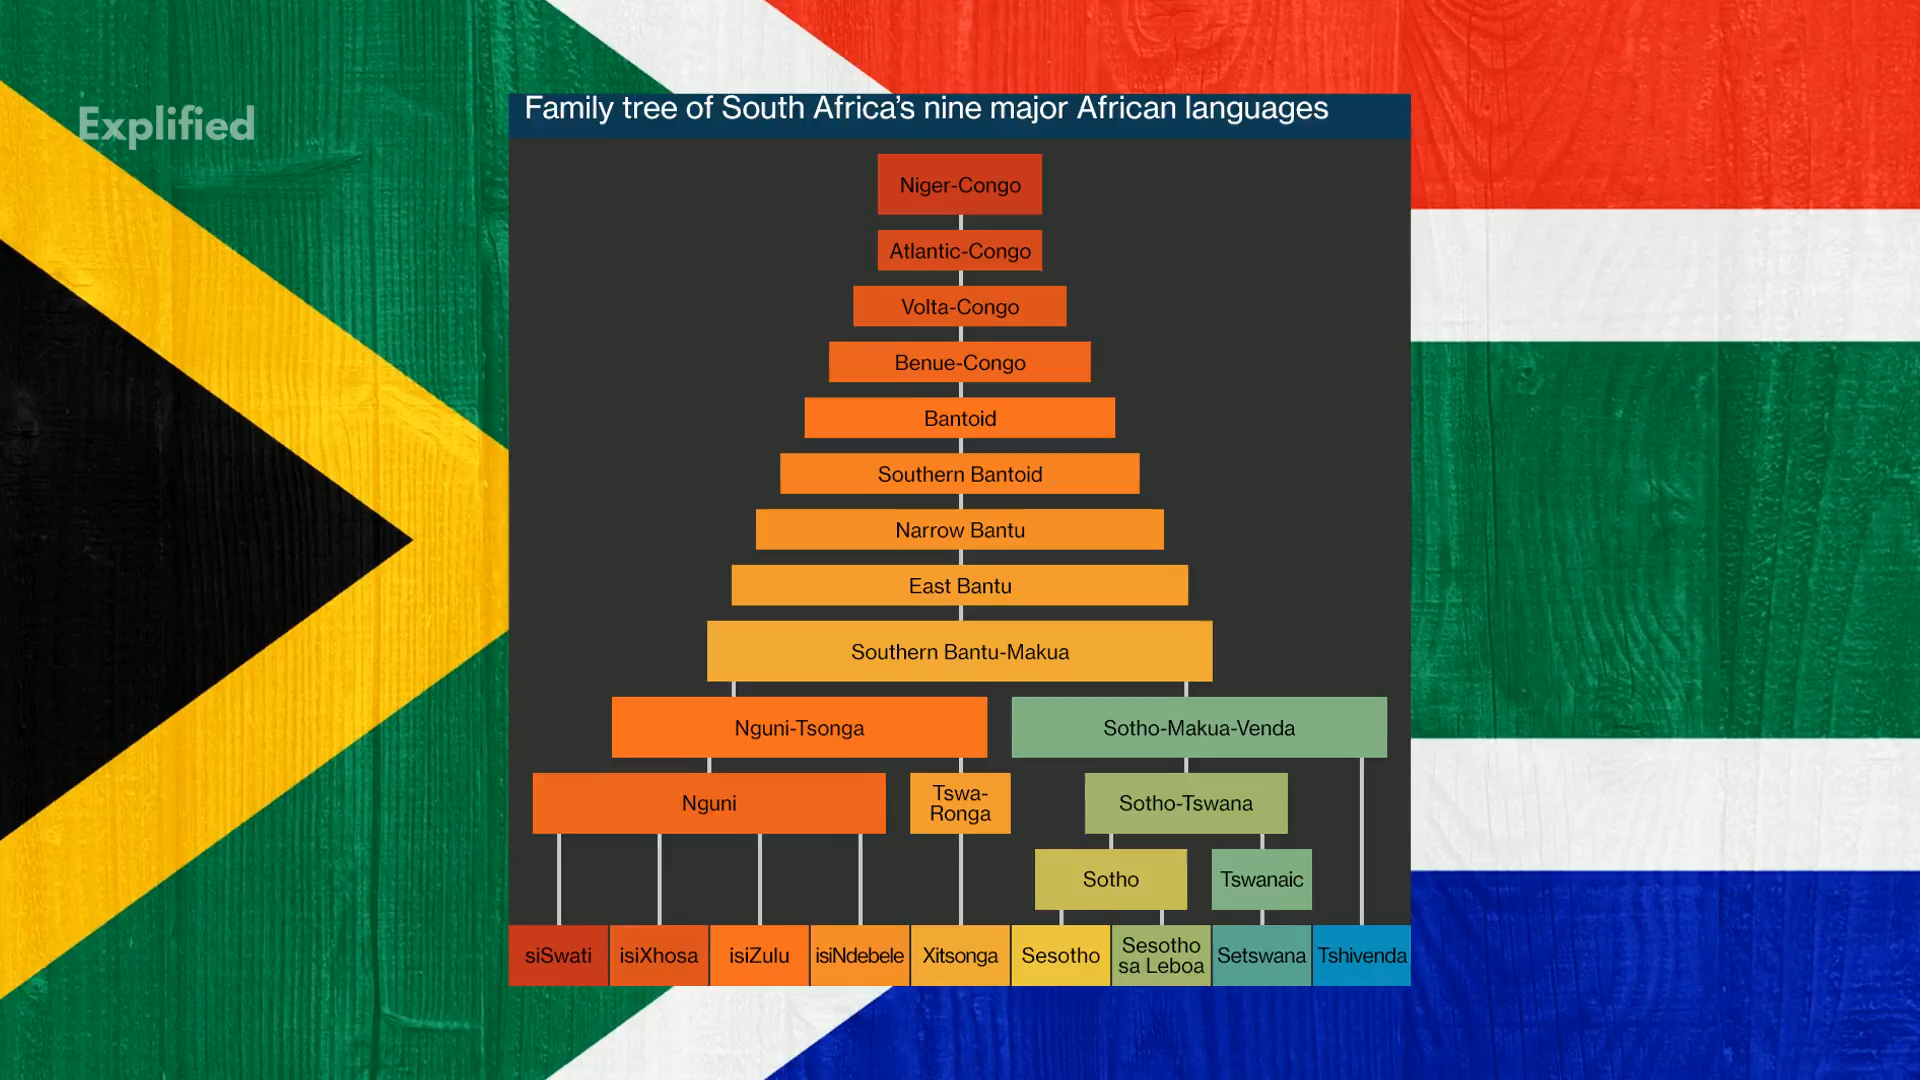 Explified
Family tree of South Africa's nine major African languages
Niger-Congo
Atlantic-Congo
Volta-Congo
Benue-Congo
Bantoid
Southern Bantoid
Narrow Bantu
East Bantu
Southern Bantu-Makua
Nguni-Tsonga
Sotho-Makua-Venda
Nguni
Tswa-
Ronga
Sotho-Tswana
Sotho
Tswanaic
siSwati
isiXhosa
isiZulu
isiNdebele
Xitsonga
Sesotho
Sesotho
sa Leboa
Setswana
Tshivenda